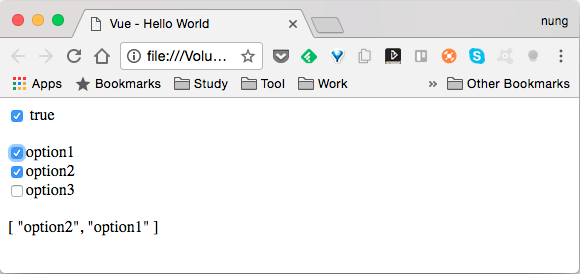 Vue - Hello World
nung
file:///Volu...
Apps
Bookmarks
Study
Tool
Work
»
Other Bookmarks
true
option1
option2
option3
[ "option2", "option1" ]